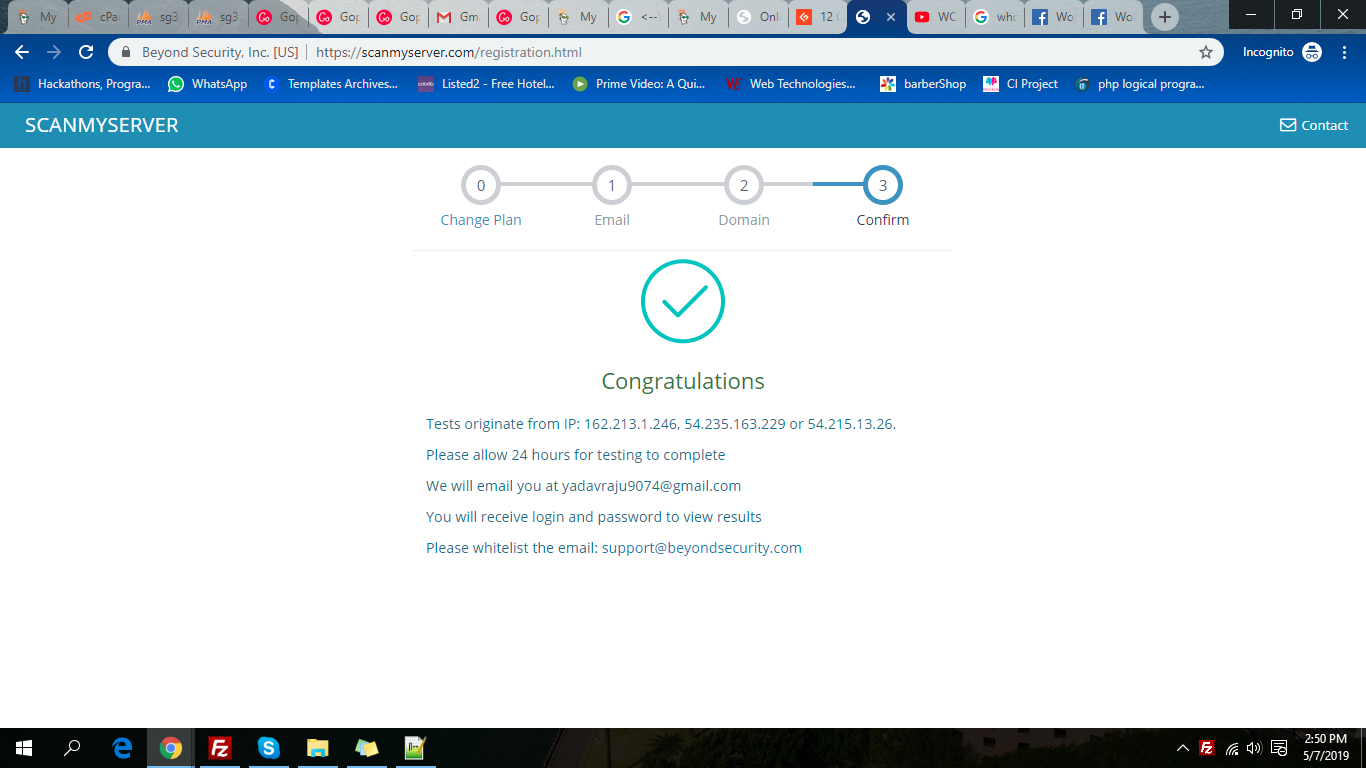 My
cPa
sg3
sg3
Gop
Gop
Gop
Gma
Gop
My
<--
My
Onl
12
WC
who
Wo
Wo
Beyond Security, Inc. [US] | https://scanmyserver.com/registration.html
Incognito
Hackathons, Progra...
WhatsApp
Templates Archives...
Listed2 - Free Hotel...
Prime Video: A Qui...
Web Technologies...
barberShop
CI Project
php logical progra...
SCANMYSERVER
Contact
0
1
2
3
Change Plan
Email
Domain
Confirm
Congratulations
Tests originate from IP: 162.213.1.246, 54.235.163.229 or 54.215.13.26.
Please allow 24 hours for testing to complete
We will email you at yadavraju9074@gmail.com
You will receive login and password to view results
Please whitelist the email: support@beyondsecurity.com
2:50 PM
5/7/2019